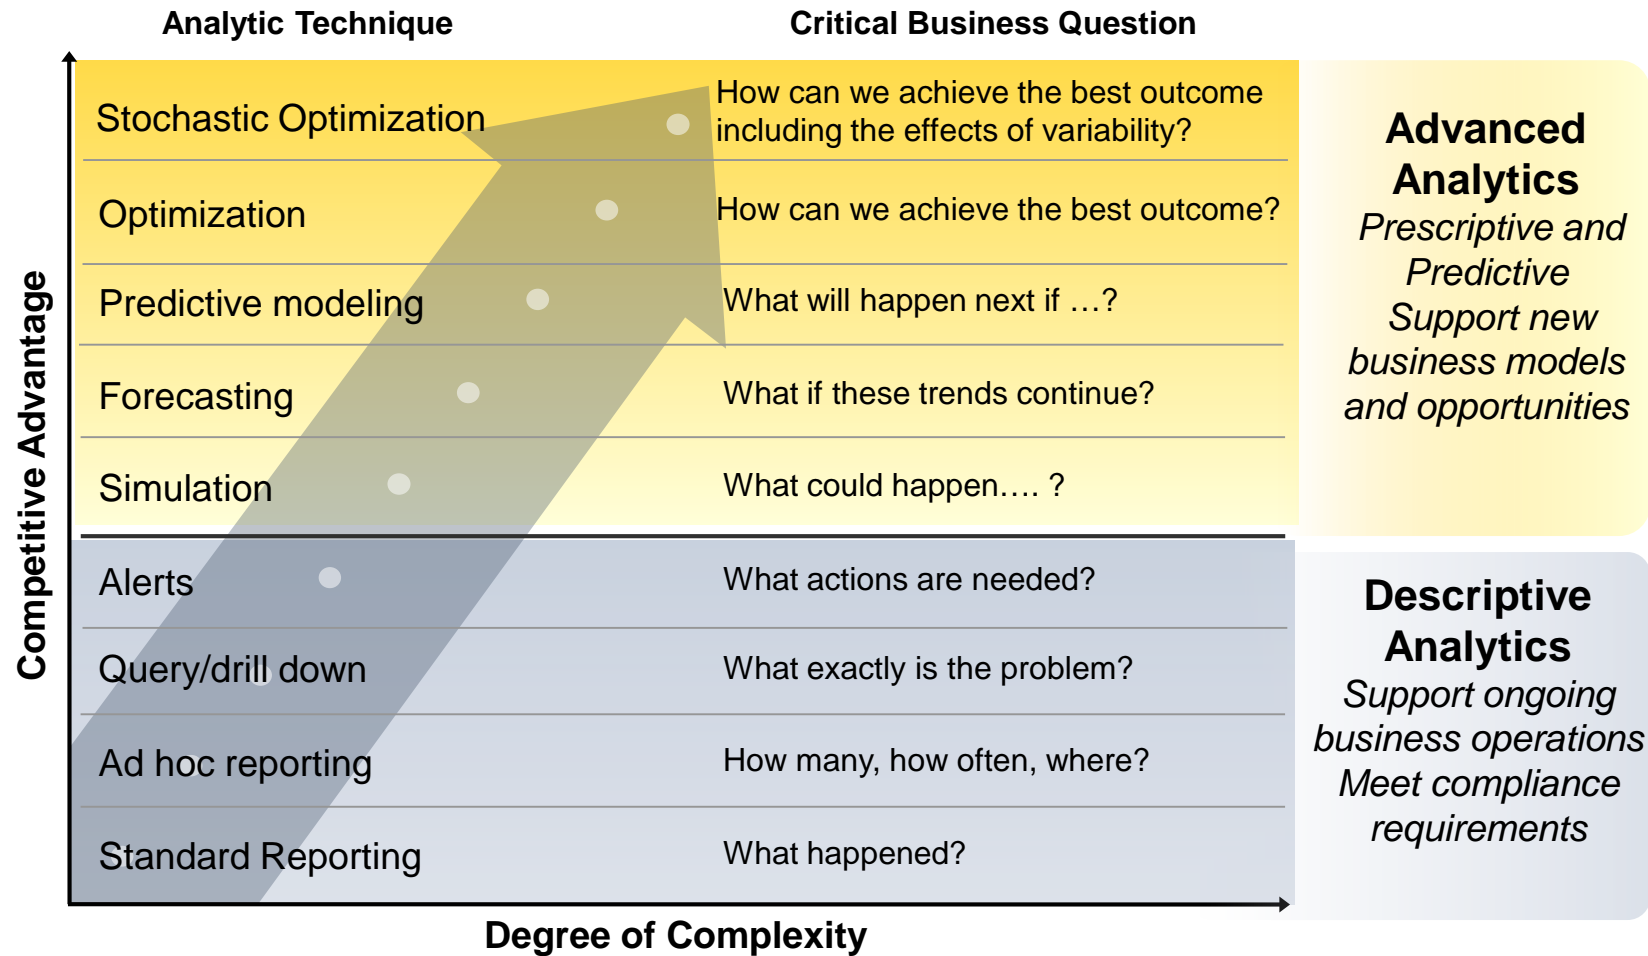 Analytic Technique
Critical Business Question
Stochastic Optimization
How can we achieve the best outcome
including the effects of variability?
Optimization
How can we achieve the best outcome?
Predictive modeling
What will happen next if …?
Forecasting
What if these trends continue?
Simulation
What could happen…. ?
Alerts
What actions are needed?
Query/drill down
What exactly is the problem?
Ad hoc reporting
How many, how often, where?
Standard Reporting
What happened?
Advanced
Analytics
Prescriptive and
Predictive
Support new
business models
and opportunities
Descriptive
Analytics
Support ongoing
business operations
Meet compliance
requirements
Competitive Advantage
Degree of Complexity